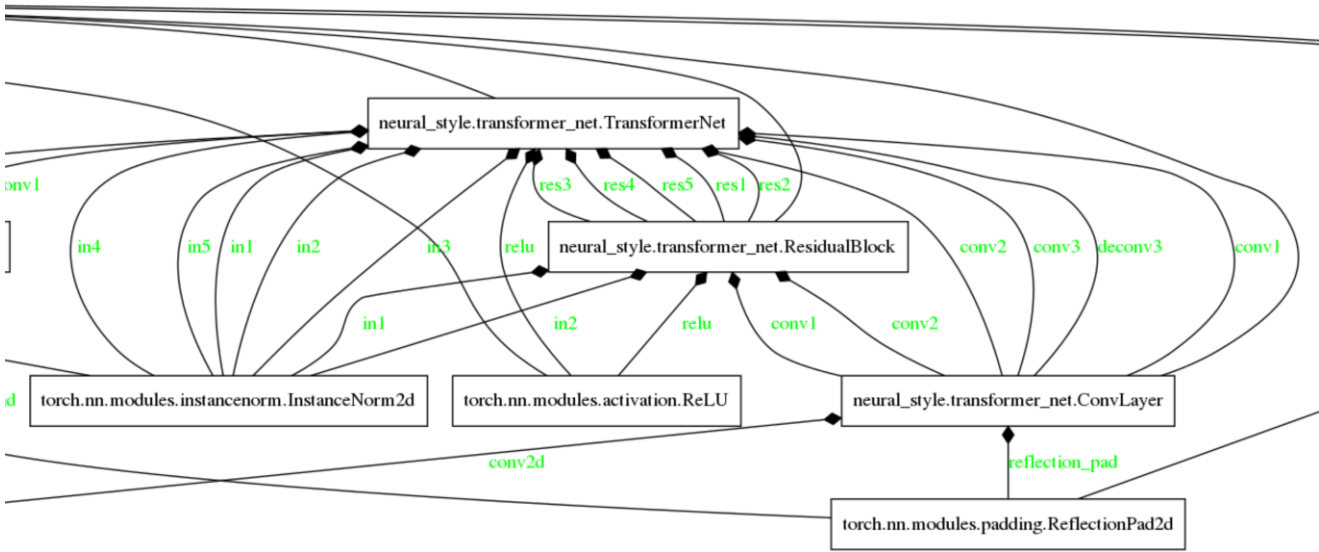 neural_style.transformer_net.TransformerNet
onv1
res3
res4
res5
res1
res2
in4
in5
in1
in2
in3
relu
neural_style.transformer_net.ResidualBlock
conv2
conv3
deconv3
conv1
in1
in2
relu
conv1
conv2
d
torch.nn.modules.instancenorm.InstanceNorm2d
torch.nn.modules.activation.ReLU
neural_style.transformer_net.ConvLayer
conv2d
reflection_pad
torch.nn.modules.padding.ReflectionPad2d